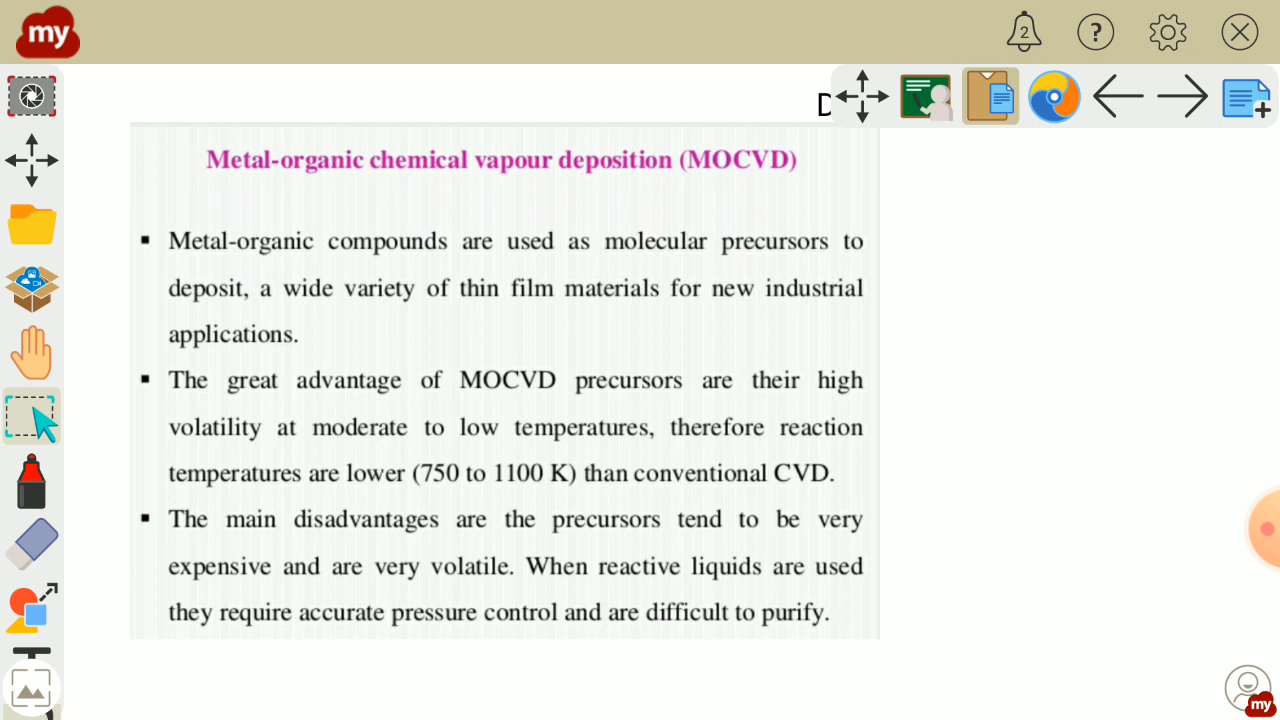 my
2
?
D
Metal-organic chemical vapour deposition (MOCVD)
▪ Metal-organic compounds are used as molecular precursors to
deposit, a wide variety of thin film materials for new industrial
applications.
▪ The great advantage of MOCVD precursors are their high
volatility at moderate to low temperatures, therefore reaction
temperatures are lower (750 to 1100 K) than conventional CVD.
▪ The main disadvantages are the precursors tend to be very
expensive and are very volatile. When reactive liquids are used
they require accurate pressure control and are difficult to purify.
my